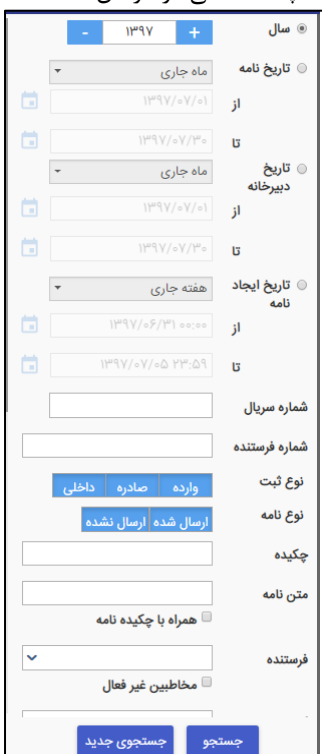 سال + ۱۳۹۷ -
تاریخ نامه ماه جاری
از ۱۳۹۷/۰۷/۰۱
تا ۱۳۹۷/۰۷/۳۰
تاریخ دبیرخانه ماه جاری
از ۱۳۹۷/۰۷/۰۱
تا ۱۳۹۷/۰۷/۳۰
تاریخ ایجاد نامه هفته جاری
از ۱۳۹۷/۰۶/۳۱ ۰۰:۰۰
تا ۱۳۹۷/۰۷/۰۵ ۲۳:۵۹
شماره سریال
شماره فرستنده
نوع ثبت وارده صادره داخلی
نوع نامه ارسال شده ارسال نشده
چکیده
متن نامه
همراه با چکیده نامه
فرستنده
مخاطبین غیر فعال
جستجو جستجوی جدید